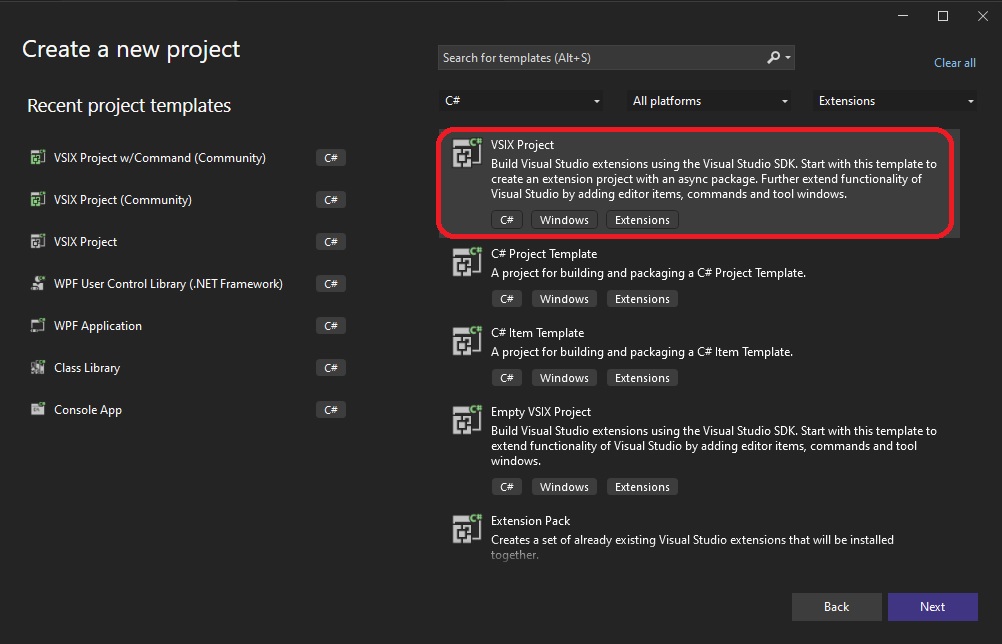 Create a new project
Search for templates (Alt+S)
Clear all
Recent project templates
C#
All platforms
Extensions
VSIX Project w/Command (Community)
C#
VSIX Project (Community)
C#
VSIX Project
C#
WPF User Control Library (.NET Framework)
C#
WPF Application
C#
Class Library
C#
Console App
C#
VSIX Project
Build Visual Studio extensions using the Visual Studio SDK. Start with this template to
create an extension project with an async package. Further extend functionality of
Visual Studio by adding editor items, commands and tool windows.
C# Windows Extensions
C# Project Template
A project for building and packaging a C# Project Template.
C# Windows Extensions
C# Item Template
A project for building and packaging a C# Item Template.
C# Windows Extensions
Empty VSIX Project
Build Visual Studio extensions using the Visual Studio SDK. Start with this template to
extend functionality of Visual Studio by adding editor items, commands and tool
windows.
C# Windows Extensions
Extension Pack
Creates a set of already existing Visual Studio extensions that will be installed
together.
Back
Next